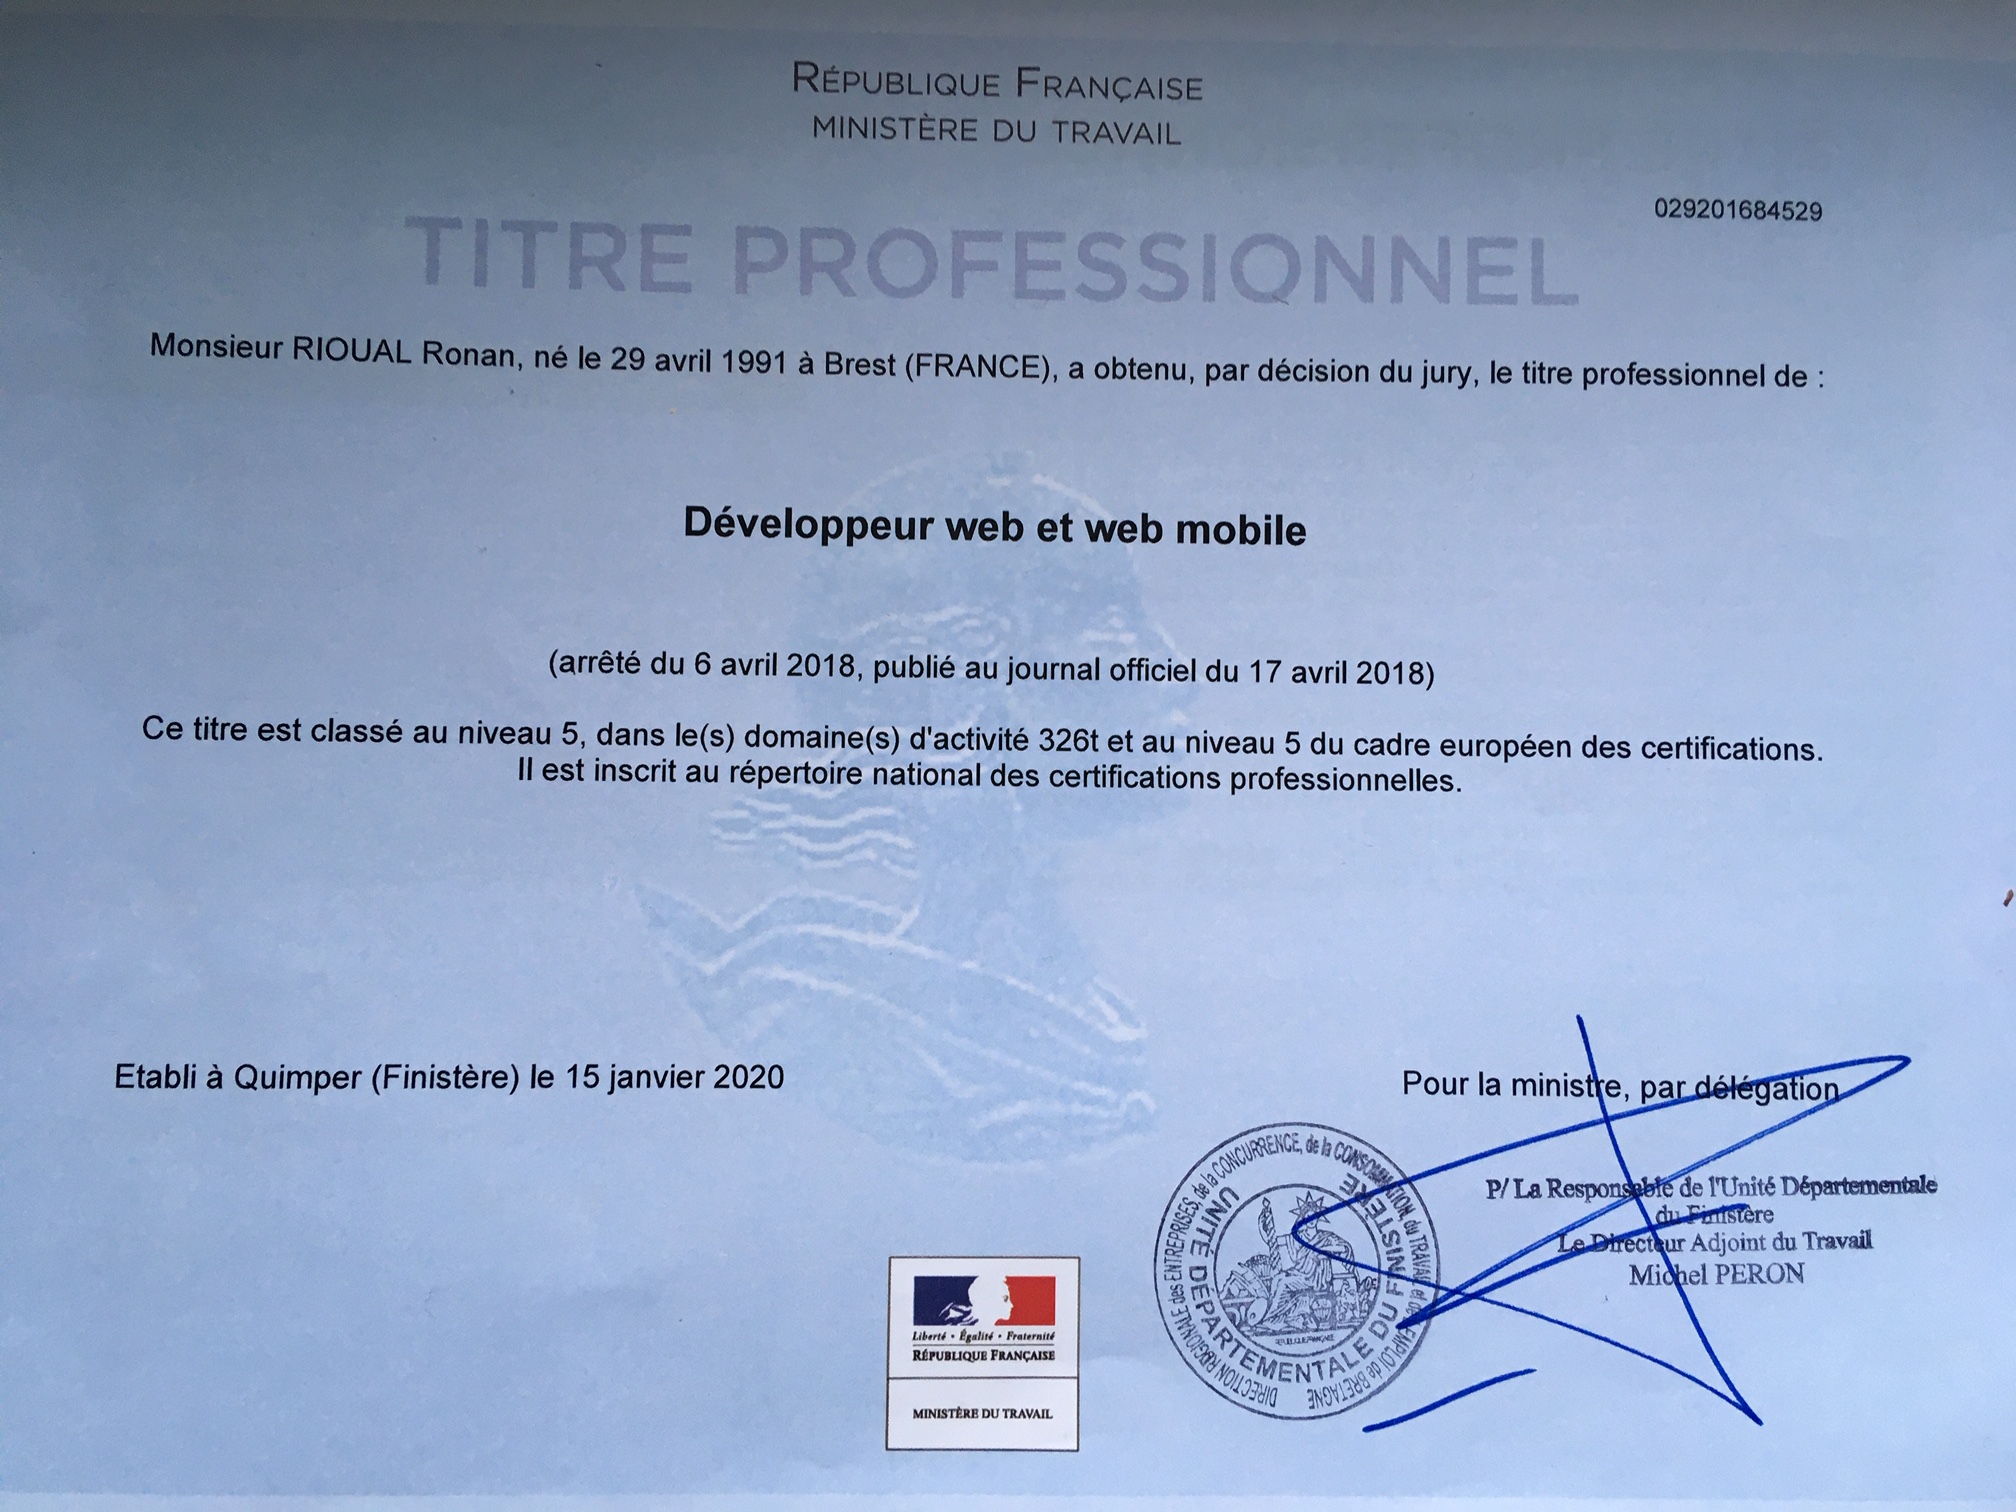 RÉPUBLIQUE FRANÇAISE
MINISTÈRE DU TRAVAIL
029201684529
TITRE PROFESSIONNEL
Monsieur RIOUAL Ronan, né le 29 avril 1991 à Brest (FRANCE), a obtenu, par décision du jury, le titre professionnel de :
Développeur web et web mobile
(arrêté du 6 avril 2018, publié au journal officiel du 17 avril 2018)
Ce titre est classé au niveau 5, dans le(s) domaine(s) d'activité 326t et au niveau 5 du cadre européen des certifications.
Il est inscrit au répertoire national des certifications professionnelles.
Etabli à Quimper (Finistère) le 15 janvier 2020
Pour la ministre, par délégation
P/ La Responsable de l'Unité Départementale
du Finistère
Le Directeur Adjoint du Travail
Michel PERON
DIRECTION RÉGIONALE des ENTREPRISES, de la CONCURRENCE, de la CONSOMMATION, du TRAVAIL et de l'EMPLOI de BRETAGNE
UNITÉ DÉPARTEMENTALE DU FINISTÈRE
Liberté • Égalité • Fraternité
RÉPUBLIQUE FRANÇAISE
MINISTÈRE DU TRAVAIL